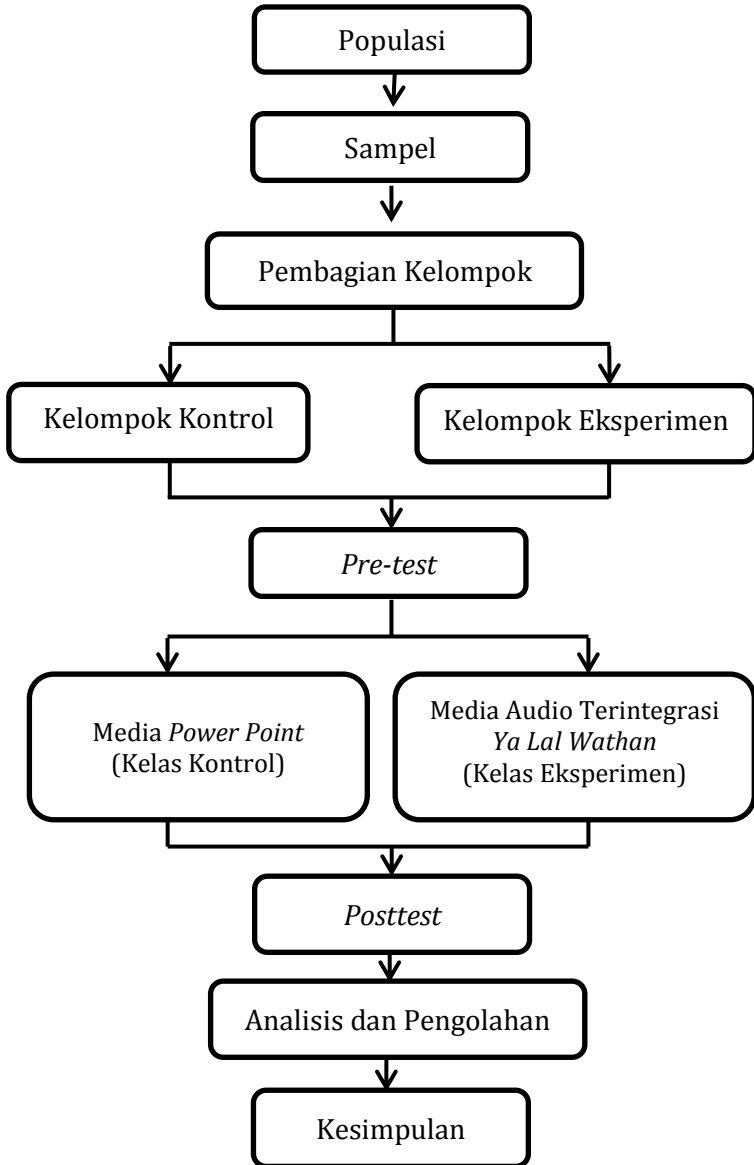 Populasi
Sampel
Pembagian Kelompok
Kelompok Kontrol
Kelompok Eksperimen
Pre-test
Media Power Point
(Kelas Kontrol)
Media Audio Terintegrasi
Ya Lal Wathan
(Kelas Eksperimen)
Posttest
Analisis dan Pengolahan
Kesimpulan